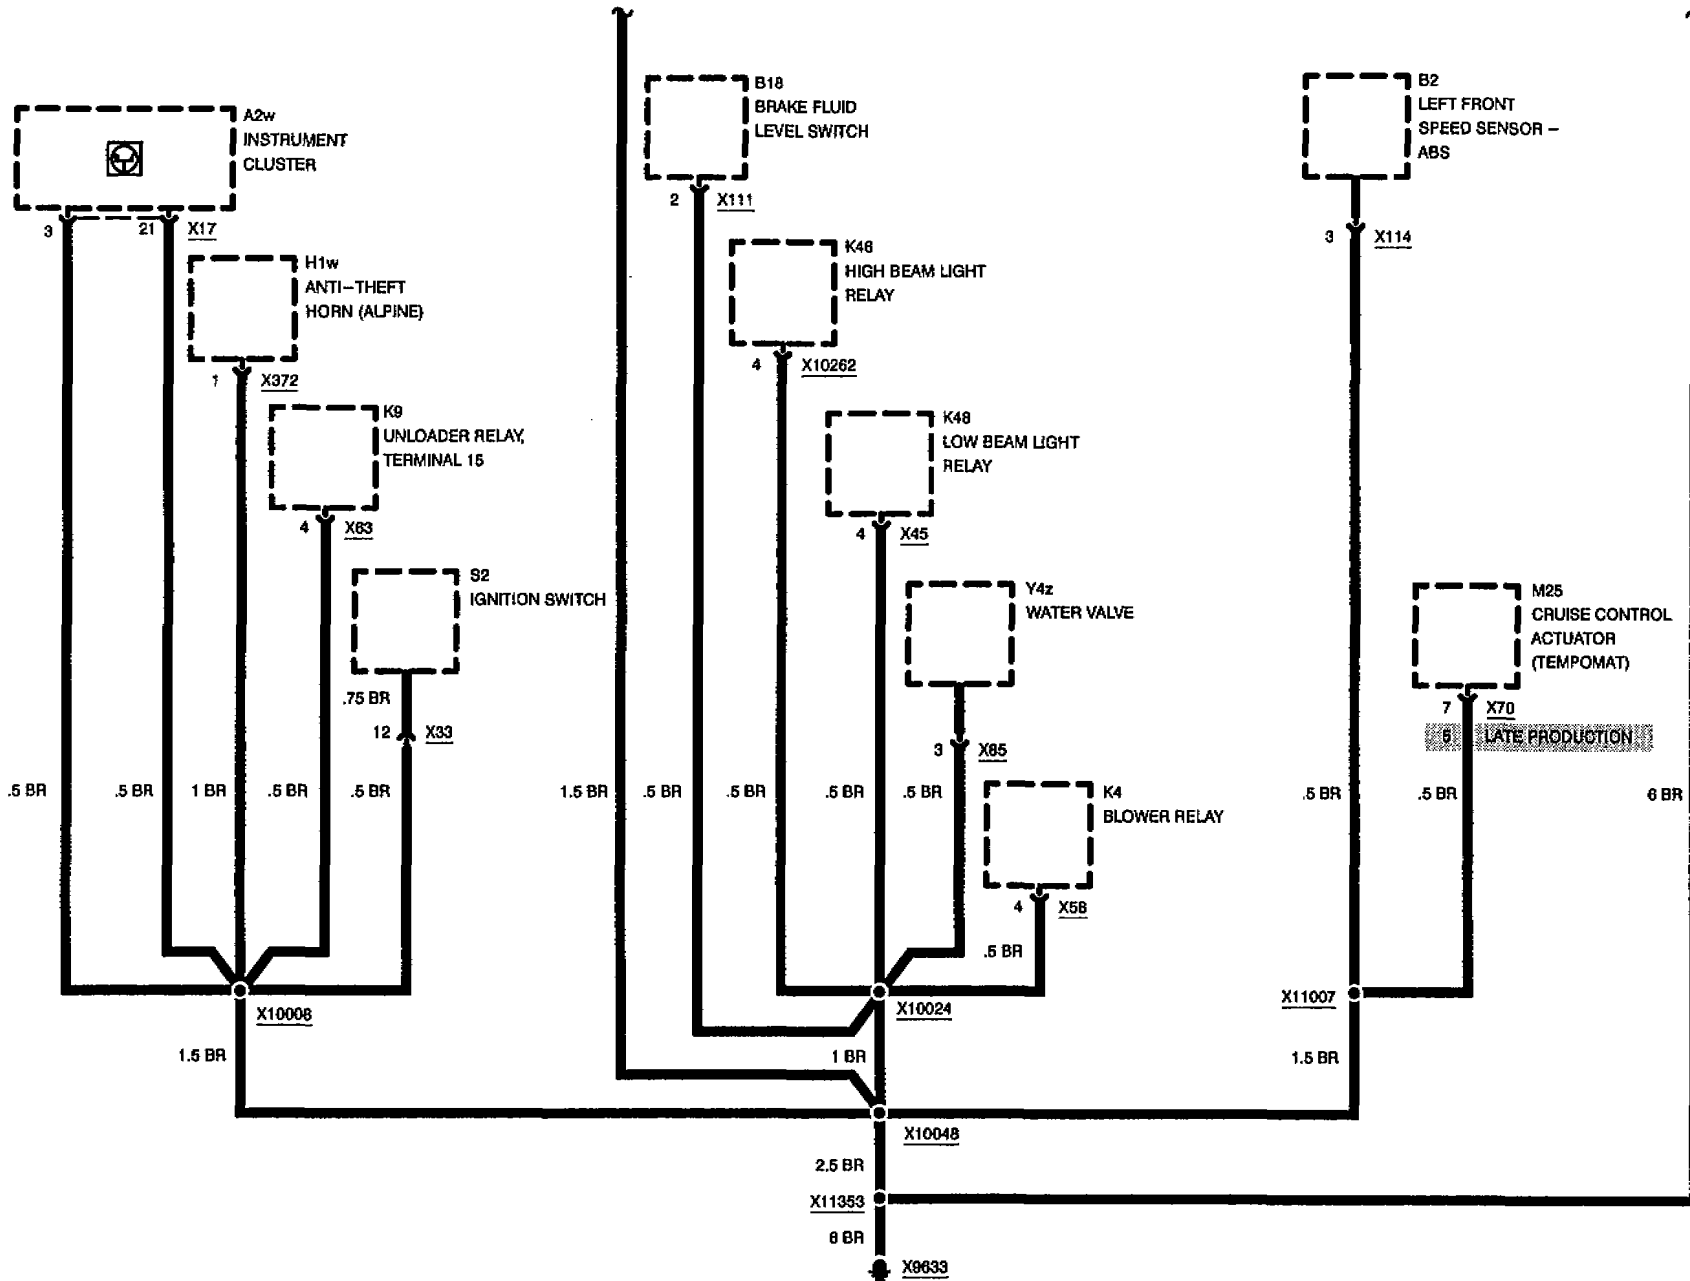 A2w
INSTRUMENT
CLUSTER
3
21
X17
H1w
ANTI-THEFT
HORN (ALPINE)
1
X372
K9
UNLOADER RELAY,
TERMINAL 15
4
X63
S2
IGNITION SWITCH
.75 BR
12
X33
.5 BR
.5 BR
1 BR
.5 BR
.5 BR
X10008
1.5 BR
B18
BRAKE FLUID
LEVEL SWITCH
2
X111
K46
HIGH BEAM LIGHT
RELAY
4
X10262
K48
LOW BEAM LIGHT
RELAY
4
X45
Y4z
WATER VALVE
3
X85
K4
BLOWER RELAY
4
X58
1.5 BR
.5 BR
.5 BR
.5 BR
.5 BR
.5 BR
X10024
1 BR
B2
LEFT FRONT
SPEED SENSOR –
ABS
3
X114
M25
CRUISE CONTROL
ACTUATOR
(TEMPOMAT)
7
X70
LATE PRODUCTION
.5 BR
.5 BR
6 BR
X11007
1.5 BR
X10048
2.5 BR
X11353
6 BR
X9633